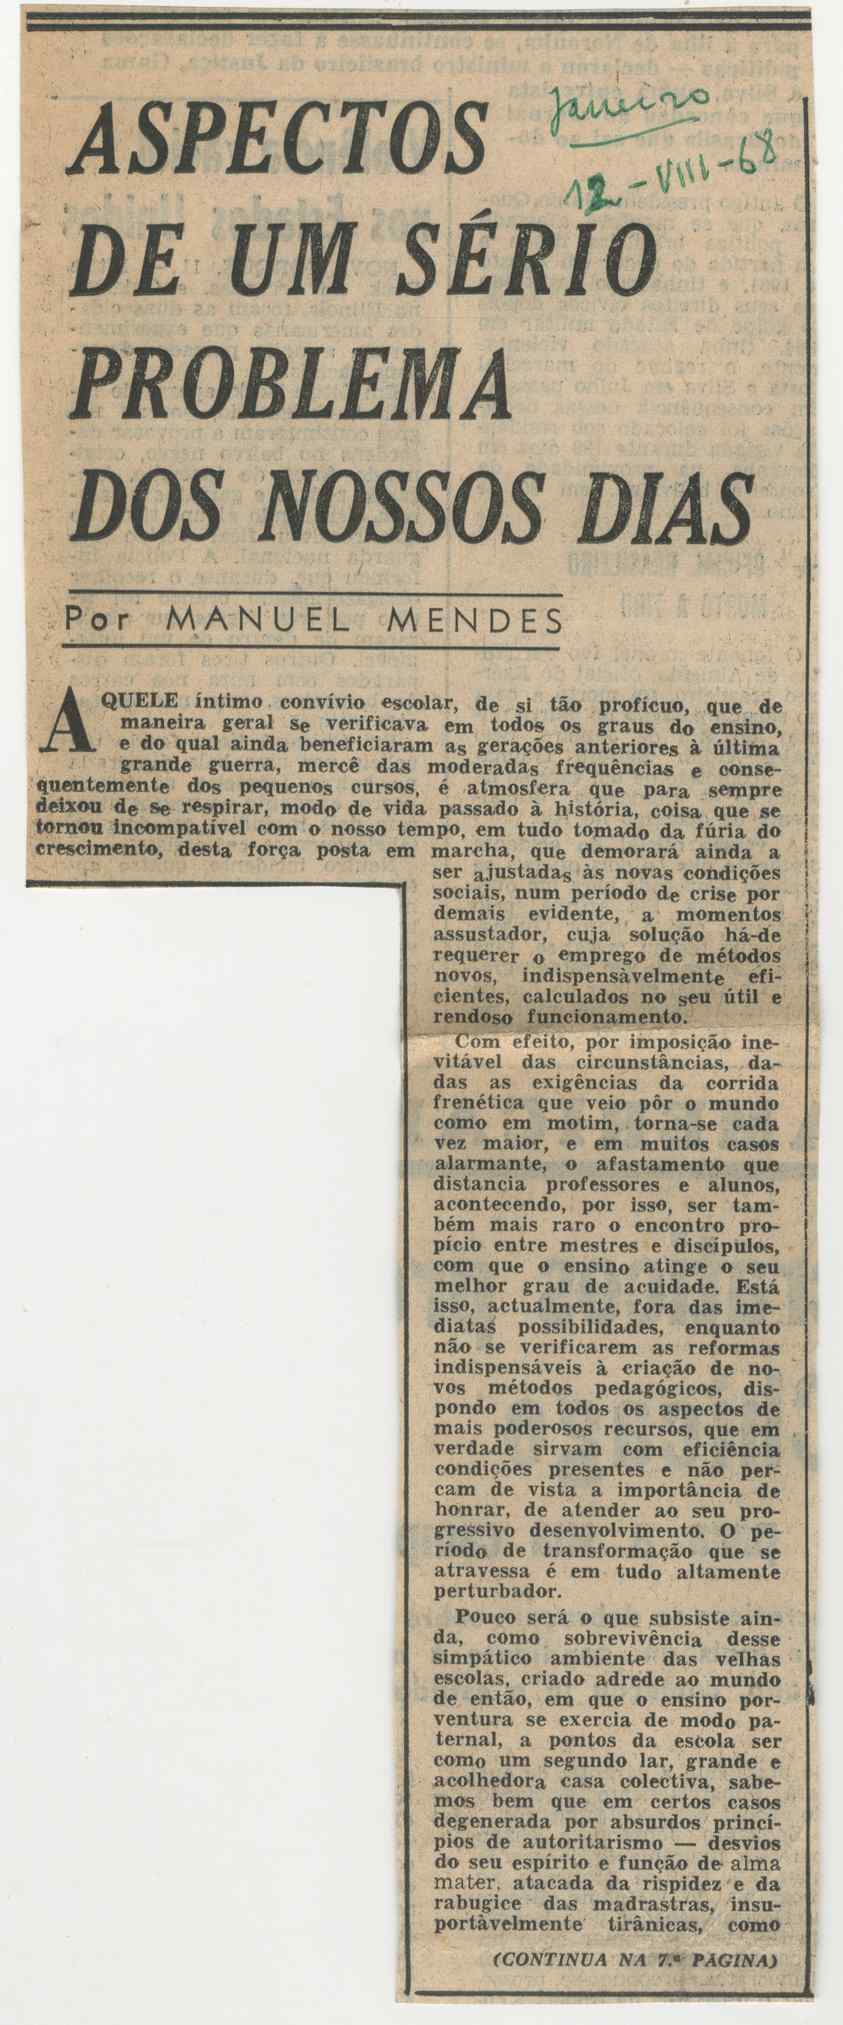 Janeiro
12-VIII-68
ASPECTOS
DE UM SÉRIO
PROBLEMA
DOS NOSSOS DIAS
Por MANUEL MENDES
AQUELE íntimo convívio escolar, de si tão profícuo, que de
maneira geral se verificava em todos os graus do ensino,
e do qual ainda beneficiaram as gerações anteriores à última
grande guerra, mercê das moderadas frequências e conse-
quentemente dos pequenos cursos, é atmosfera que para sempre
deixou de se respirar, modo de vida passado à história, coisa que se
tornou incompatível com o nosso tempo, em tudo tomado da fúria do
crescimento, desta força posta em marcha, que demorará ainda a
ser ajustadas às novas condições
sociais, num período de crise por
demais evidente, a momentos
assustador, cuja solução há-de
requerer o emprego de métodos
novos, indispensàvelmente efi-
cientes, calculados no seu útil e
rendoso funcionamento.
Com efeito, por imposição ine-
vitável das circunstâncias, da-
das as exigências da corrida
frenética que veio pôr o mundo
como em motim, torna-se cada
vez maior, e em muitos casos
alarmante, o afastamento que
distancia professores e alunos,
acontecendo, por isso, ser tam-
bém mais raro o encontro pro-
pício entre mestres e discípulos,
com que o ensino atinge o seu
melhor grau de acuidade. Está
isso, actualmente, fora das ime-
diatas possibilidades, enquanto
não se verificarem as reformas
indispensáveis à criação de no-
vos métodos pedagógicos, dis-
pondo em todos os aspectos de
mais poderosos recursos, que em
verdade sirvam com eficiência
condições presentes e não per-
cam de vista a importância de
honrar, de atender ao seu pro-
gressivo desenvolvimento. O pe-
ríodo de transformação que se
atravessa é em tudo altamente
perturbador.
Pouco será o que subsiste ain-
da, como sobrevivência desse
simpático ambiente das velhas
escolas, criado adrede ao mundo
de então, em que o ensino por-
ventura se exercia de modo pa-
ternal, a pontos da escola ser
como um segundo lar, grande e
acolhedora casa colectiva, sabe-
mos bem que em certos casos
degenerada por absurdos princí-
pios de autoritarismo — desvios
do seu espírito e função de alma
mater, atacada da rispidez e da
rabugice das madrastras, insu-
portàvelmente tirânicas, como
(CONTINUA NA 7.ª PÁGINA)